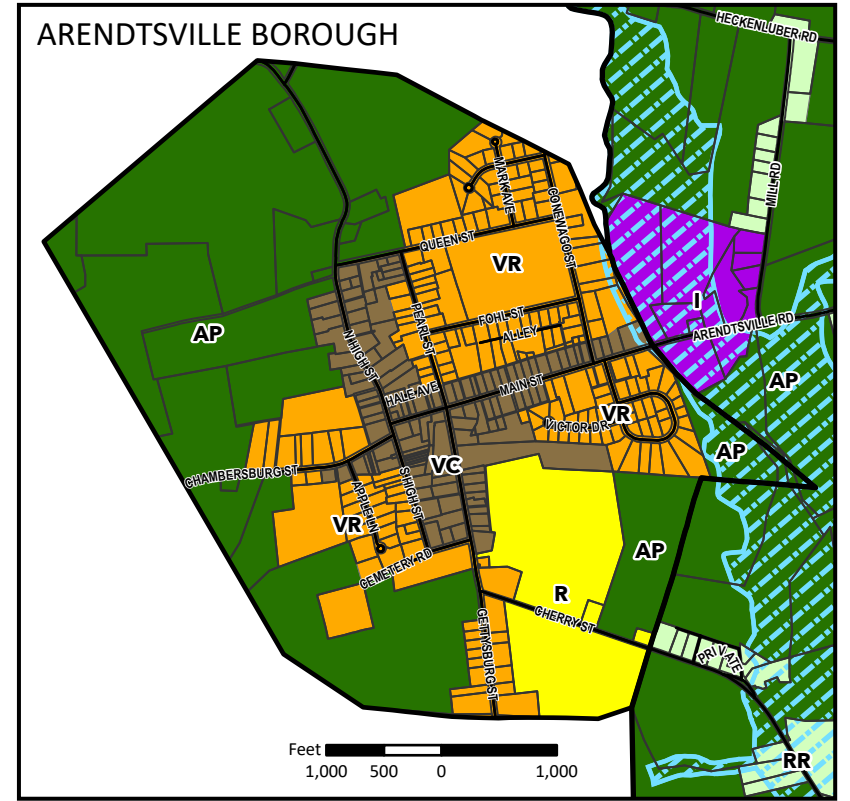 ARENDTSVILLE BOROUGH
HECKENLUBER RD
MILL RD
MARK AVE
CONEWAGO ST
QUEEN ST
VR
I
AP
PEARL ST
FOHL ST
ALLEY
ARENDTSVILLE RD
N HIGH ST
HALE AVE
MAIN ST
AP
VR
VICTOR DR
AP
VC
CHAMBERSBURG ST
S HIGH ST
APPLE LN
VR
AP
CEMETERY RD
R
CHERRY ST
GETTYSBURG ST
PRIVATE
RR
Feet
1,000 500 0 1,000